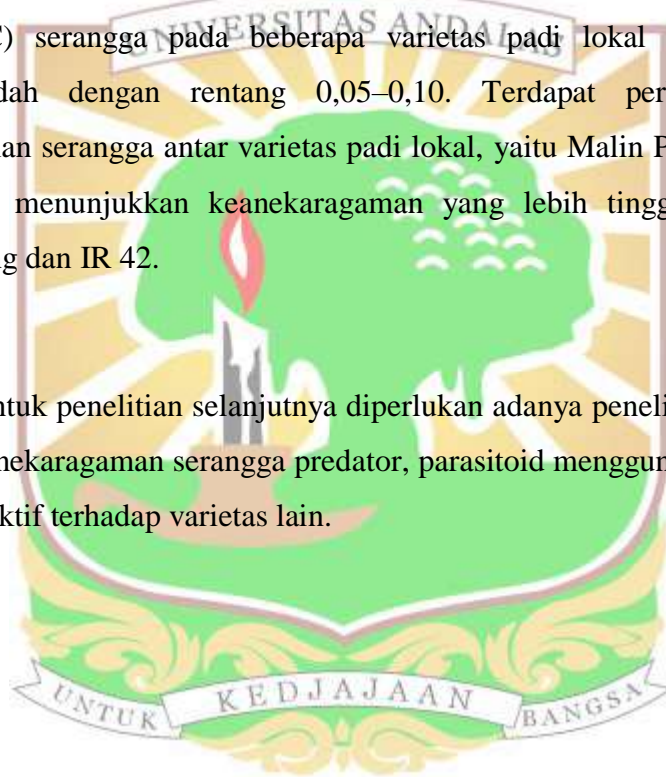 UNIVERSITAS ANDALAS
C) serangga pada beberapa varietas padi lokal
dah dengan rentang 0,05–0,10. Terdapat per
an serangga antar varietas padi lokal, yaitu Malin P
menunjukkan keanekaragaman yang lebih tingg
g dan IR 42.
ntuk penelitian selanjutnya diperlukan adanya peneli
nekaragaman serangga predator, parasitoid menggun
ktif terhadap varietas lain.
UNTUK KEDJAJAAN BANGSA